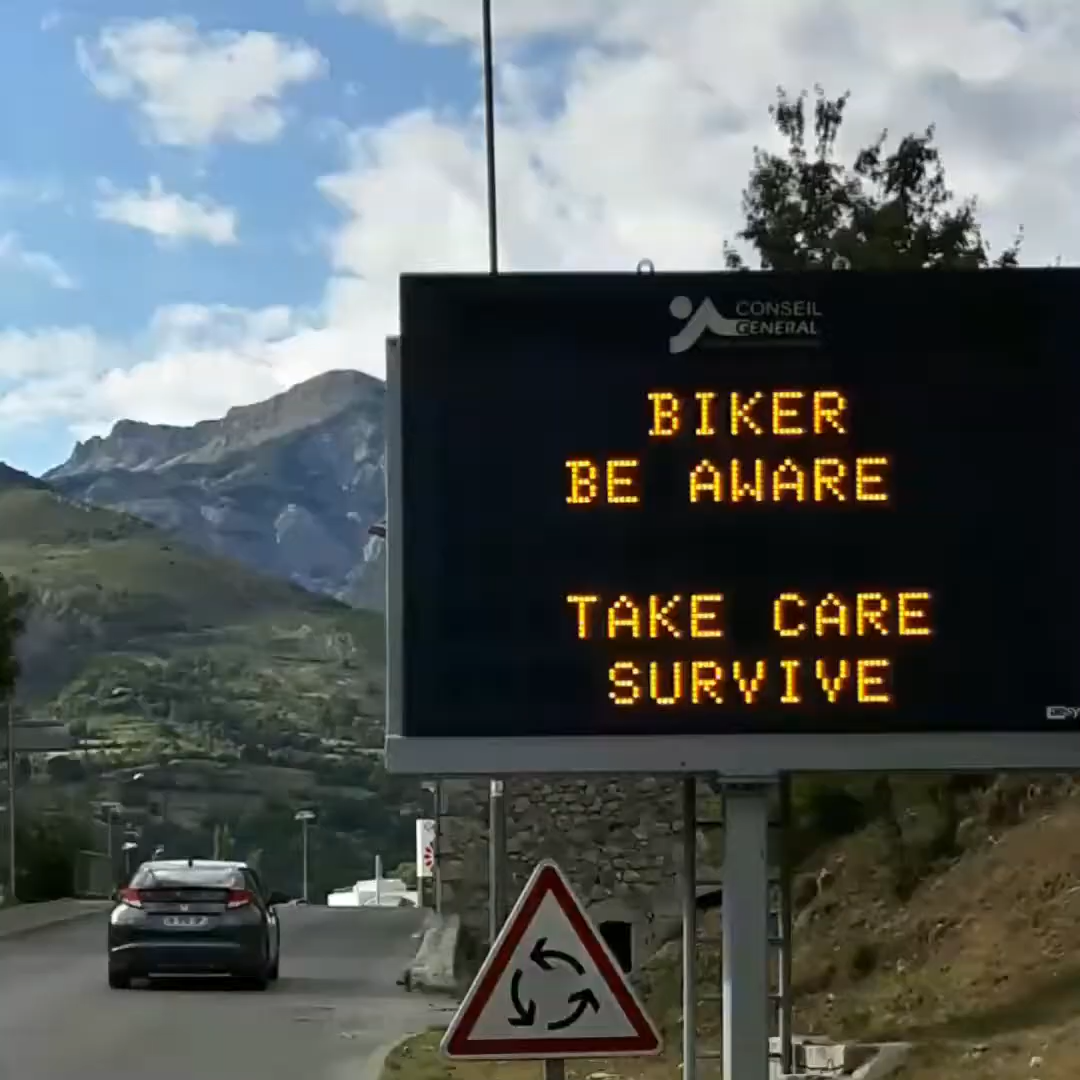 CONSEIL
GENERAL
BIKER
BE AWARE
TAKE CARE
SURVIVE